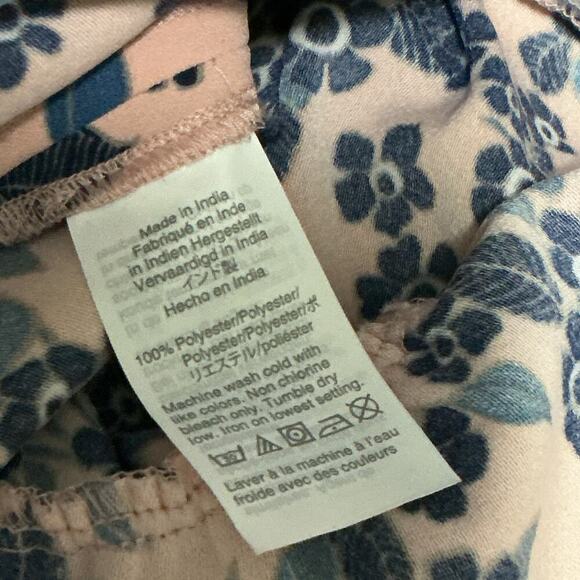 Made in India
Fabriqué en Inde
in Indien Hergestellt
Vervaardigd in India
インド製
Hecho en India
100% Polyester/Polyester/
Polyester/Polyester/ポ
リエステル/poliéster
Machine wash cold with
like colors. Non chlorine
bleach only. Tumble dry
low. Iron on lowest setting.
Laver à la machine à l'eau
froide avec des couleurs